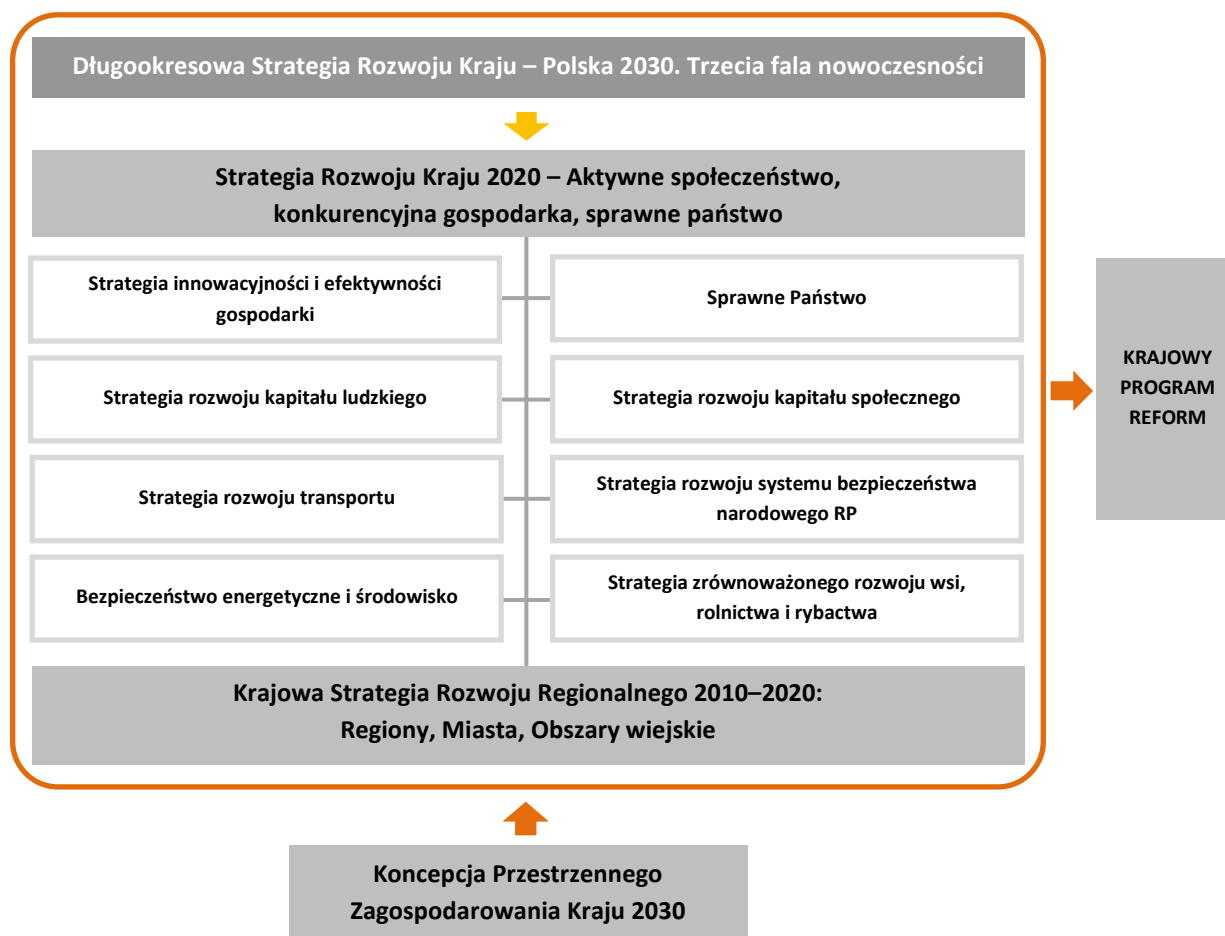 Długookresowa Strategia Rozwoju Kraju – Polska 2030. Trzecia fala nowoczesności
Strategia Rozwoju Kraju 2020 – Aktywne społeczeństwo,
konkurencyjna gospodarka, sprawne państwo
Strategia innowacyjności i efektywności
gospodarki
Sprawne Państwo
Strategia rozwoju kapitału ludzkiego
Strategia rozwoju kapitału społecznego
Strategia rozwoju transportu
Strategia rozwoju systemu bezpieczeństwa
narodowego RP
Bezpieczeństwo energetyczne i środowisko
Strategia zrównoważonego rozwoju wsi,
rolnictwa i rybactwa
Krajowa Strategia Rozwoju Regionalnego 2010–2020:
Regiony, Miasta, Obszary wiejskie
KRAJOWY
PROGRAM
REFORM
Koncepcja Przestrzennego
Zagospodarowania Kraju 2030